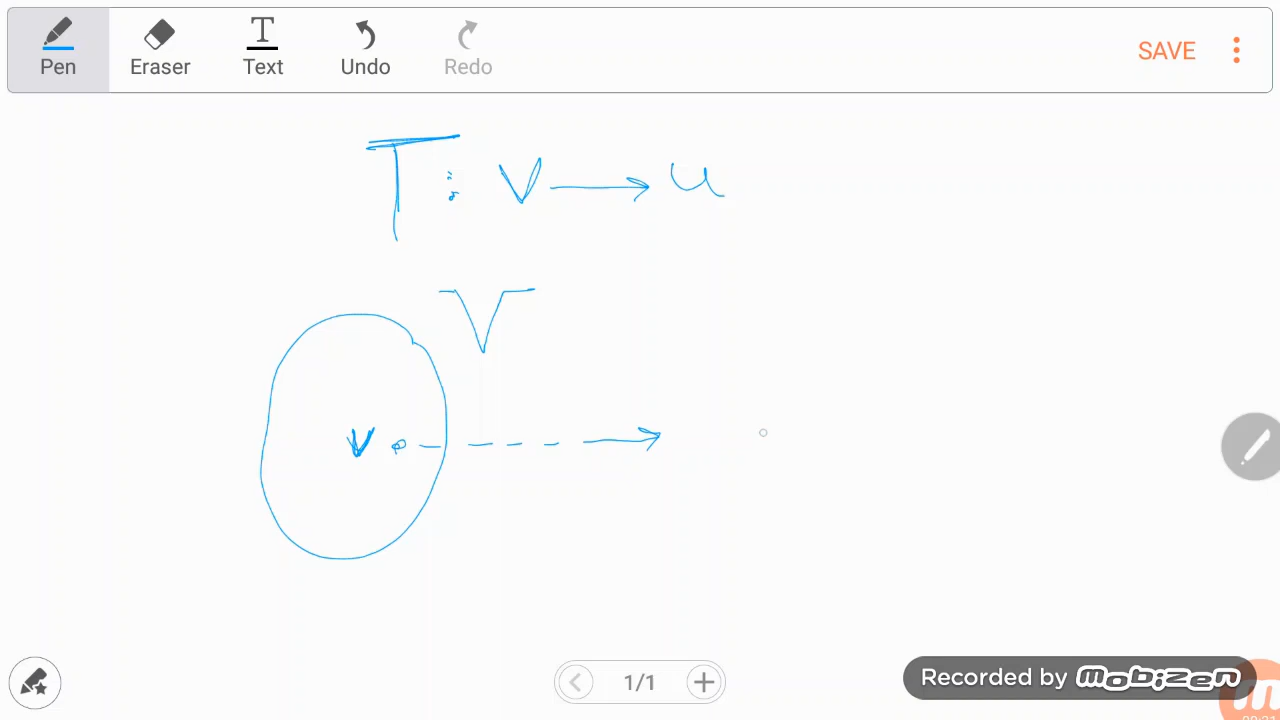 Pen Eraser Text Undo Redo SAVE
T : V → u
V
v
1/1
Recorded by MOBIZEN